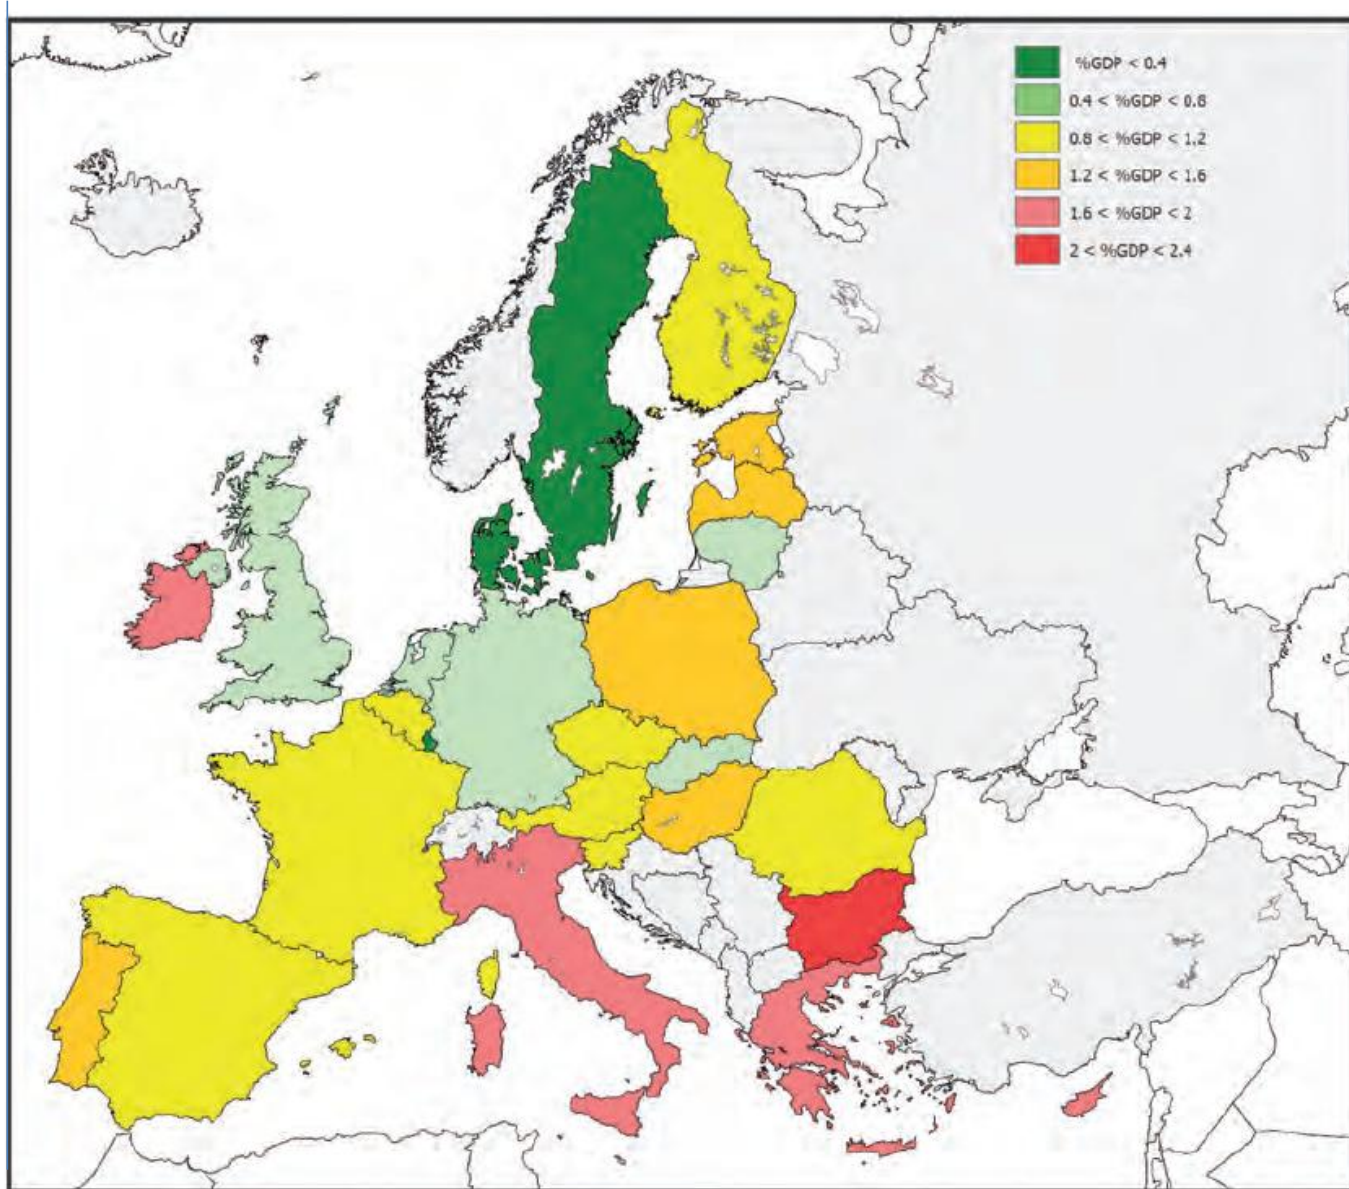 %GDP < 0.4
0.4 < %GDP < 0.8
0.8 < %GDP < 1.2
1.2 < %GDP < 1.6
1.6 < %GDP < 2
2 < %GDP < 2.4